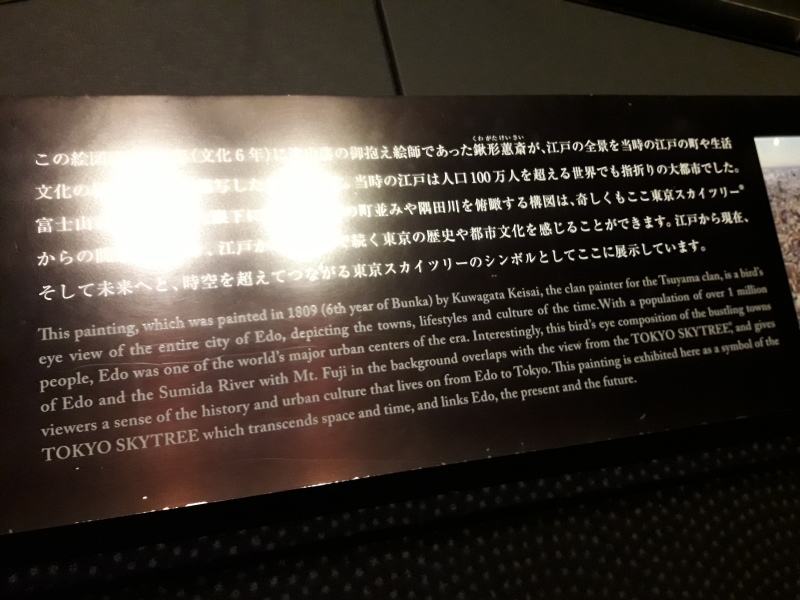 この絵図 (文化6年)に の御抱え絵師であった鍬形蕙斎が、江戸の全景を当時の江戸の町や生活
くわがたけいさい
文化の 写した 。当時の江戸は人口100万人を超える世界でも指折りの大都市でした。
富士山 眼下に の町並みや隅田川を俯瞰する構図は、奇しくもここ東京スカイツリー®
からの 、江戸か で続く東京の歴史や都市文化を感じることができます。江戸から現在、
そして未来へと、時空を超えてつながる東京スカイツリーのシンボルとしてここに展示しています。
This painting, which was painted in 1809 (6th year of Bunka) by Kuwagata Keisai, the clan painter for the Tsuyama clan, is a bird's
eye view of the entire city of Edo, depicting the towns, lifestyles and culture of the time.With a population of over 1 million
people, Edo was one of the world's major urban centers of the era. Interestingly, this bird's eye composition of the bustling towns
of Edo and the Sumida River with Mt. Fuji in the background overlaps with the view from the TOKYO SKYTREE®, and gives
viewers a sense of the history and urban culture that lives on from Edo to Tokyo. This painting is exhibited here as a symbol of the
TOKYO SKYTREE which transcends space and time, and links Edo, the present and the future.